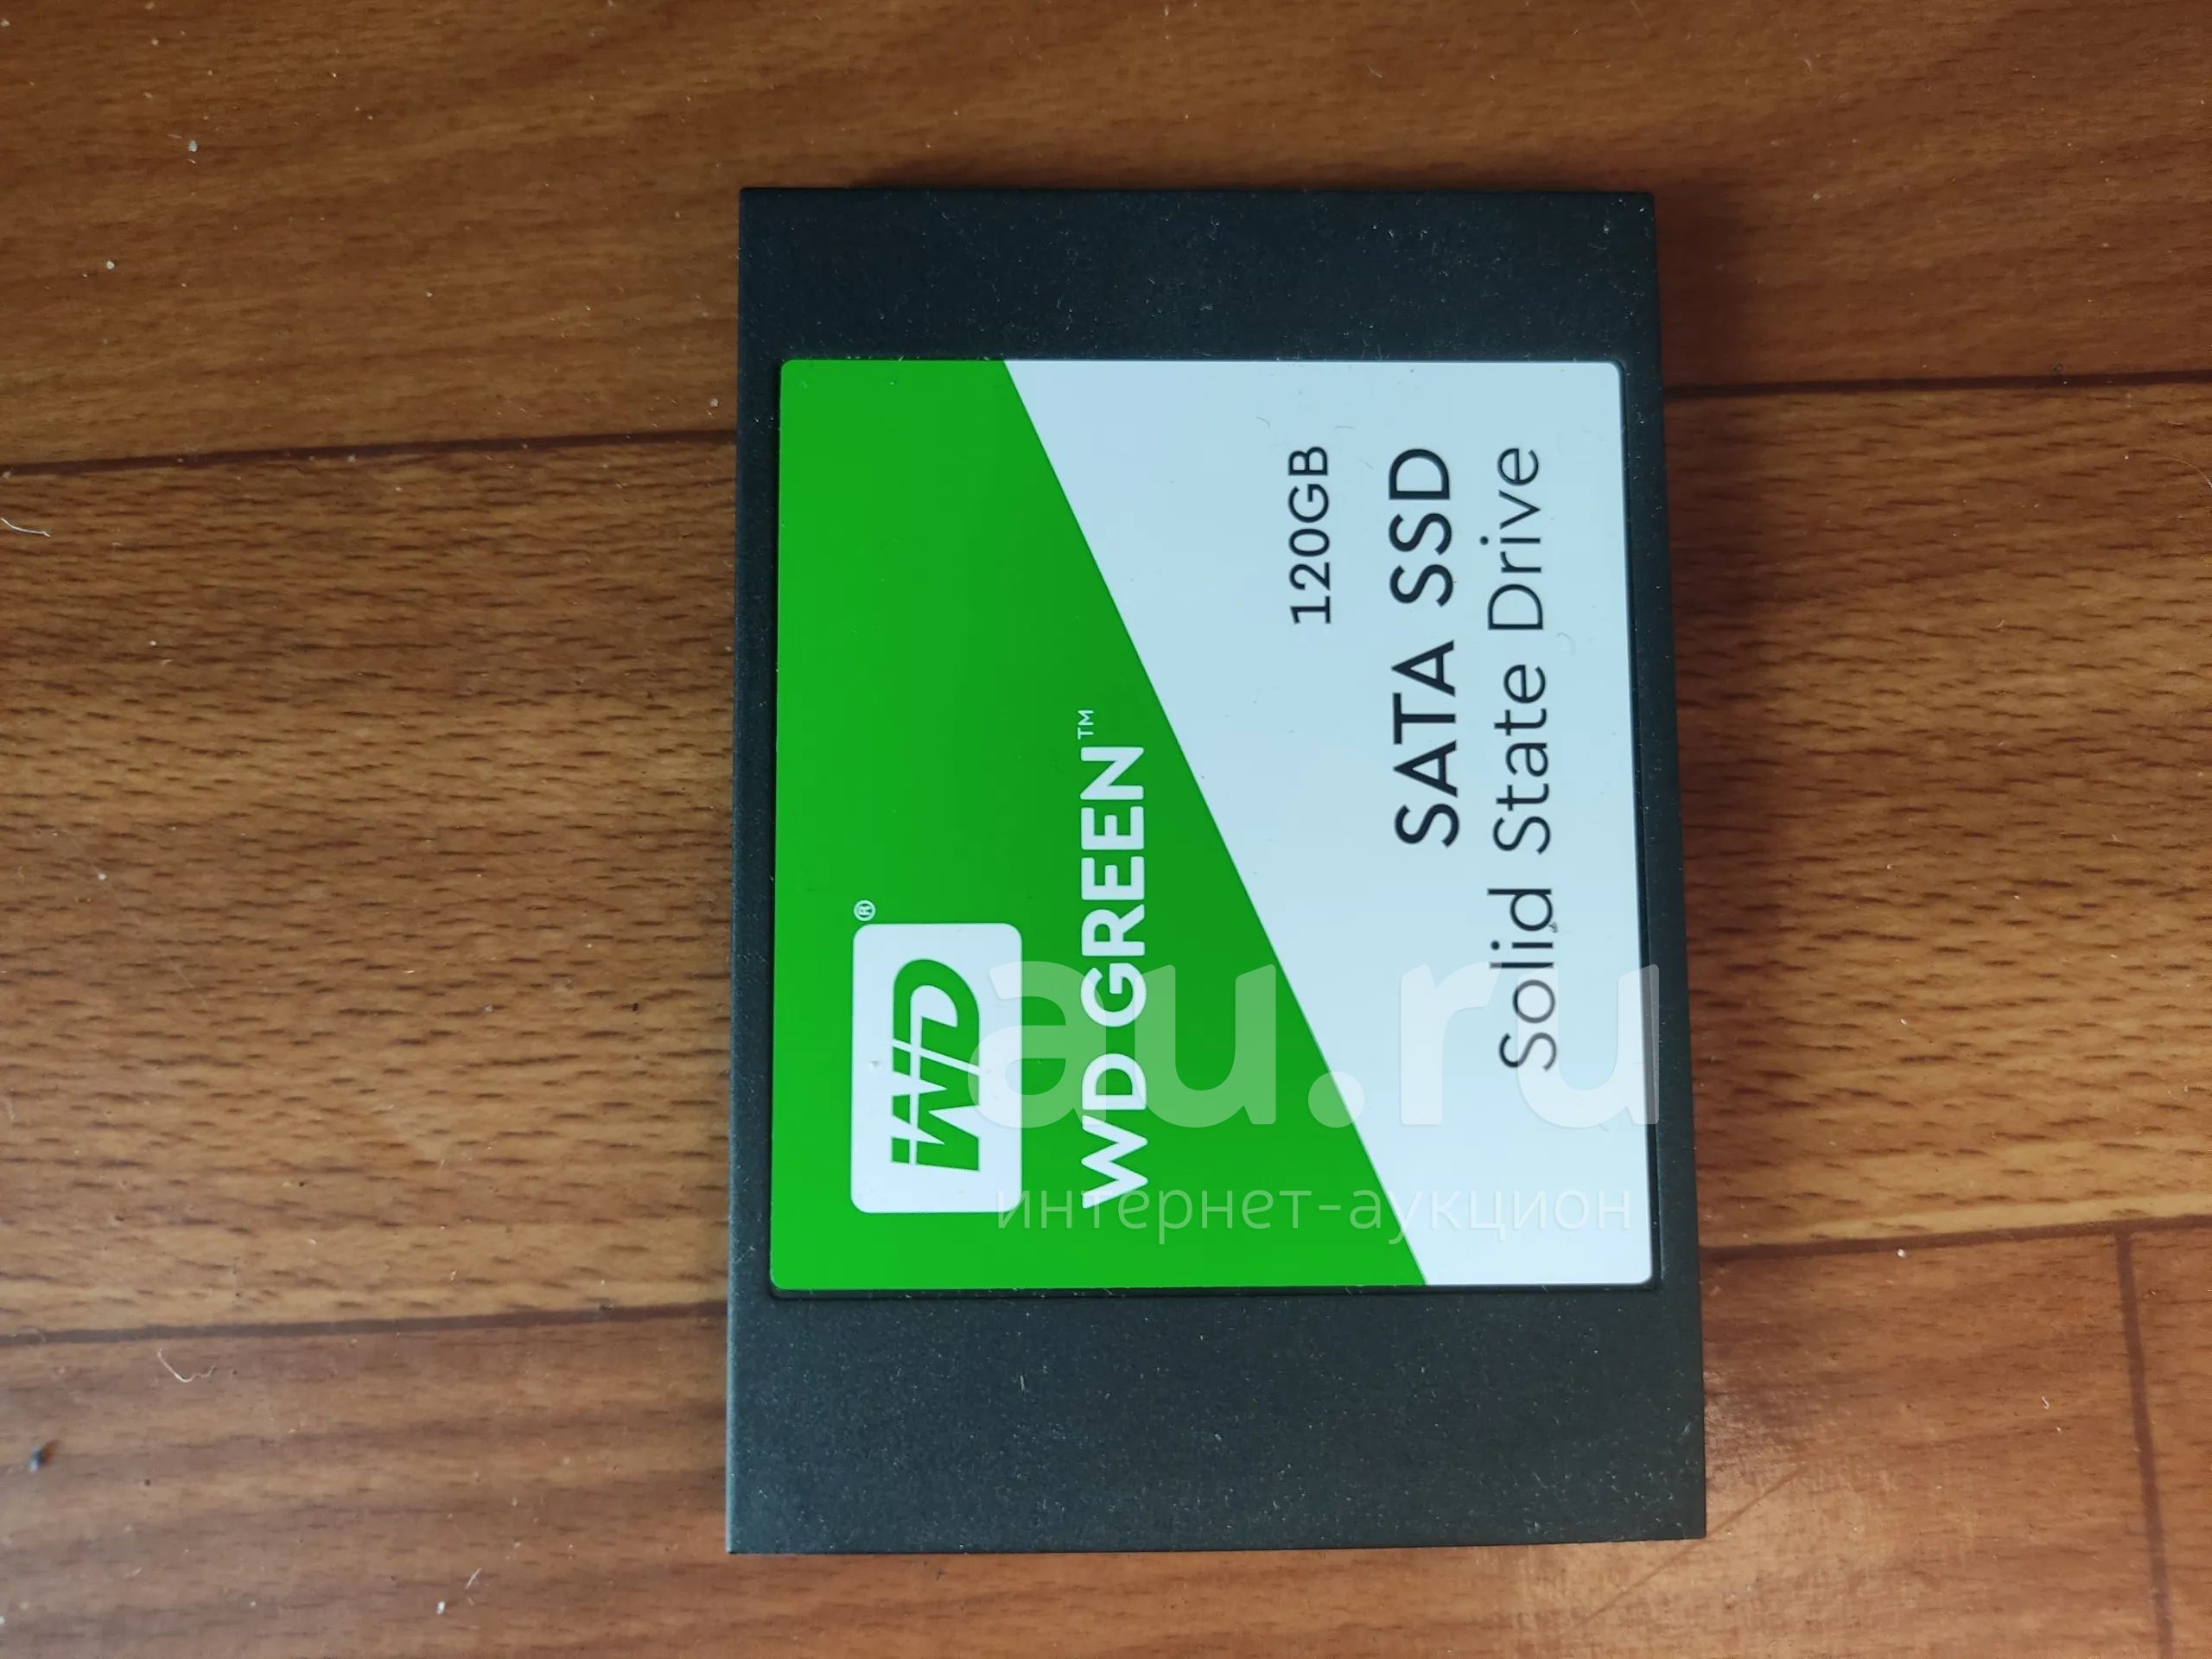 WD®
WD GREEN™
120GB
SATA SSD
Solid State Drive
au.ru
интернет-аукцион